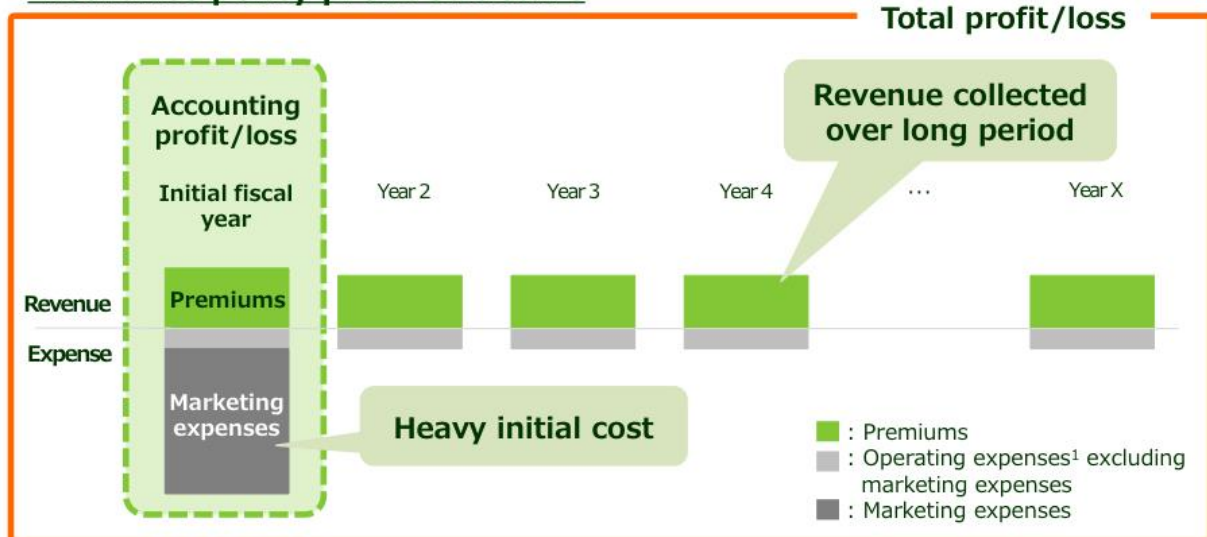 Total profit/loss
Accounting
profit/loss
Revenue collected
over long period
Initial fiscal
year
Year 2
Year 3
Year 4
...
Year X
Revenue
Premiums
Expense
Marketing
expenses
Heavy initial cost
: Premiums
: Operating expenses¹ excluding
marketing expenses
: Marketing expenses